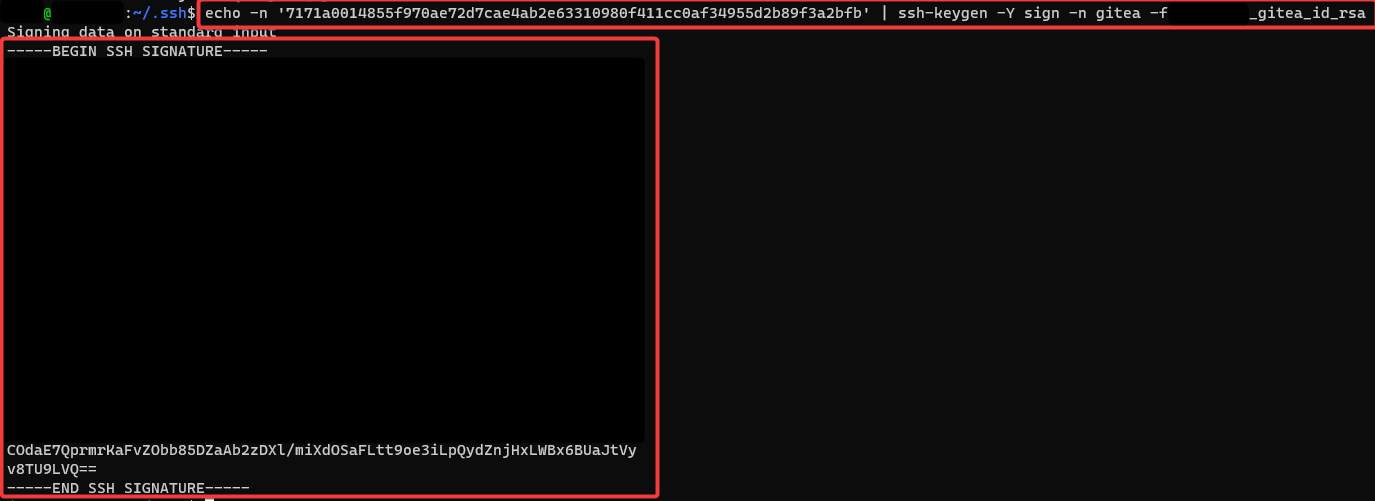 @ :~/.ssh$ echo -n '7171a0014855f970ae72d7cae4ab2e63310980f411cc0af34955d2b89f3a2bfb' | ssh-keygen -Y sign -n gitea -f _gitea_id_rsa
Signing data on standard input
-----BEGIN SSH SIGNATURE-----
COdaE7QprmrKaFvZObb85DZaAb2zDXl/miXdOSaFLtt9oe3iLpQydZnjHxLWBx6BUaJtVy
v8TU9LVQ==
-----END SSH SIGNATURE-----